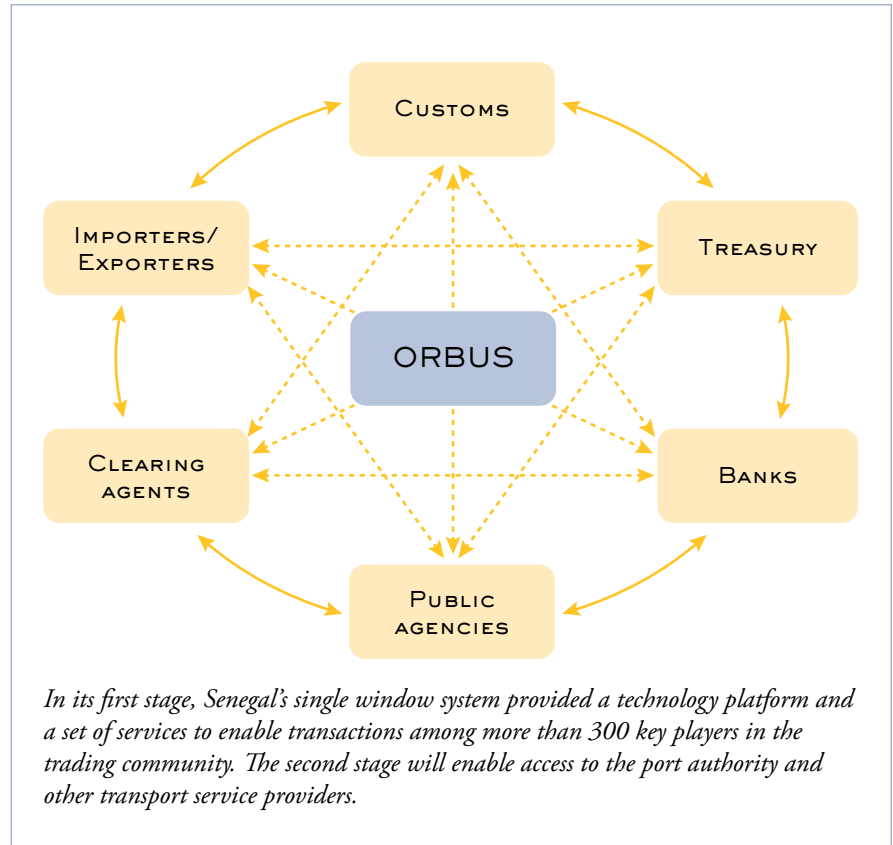 Customs
Importers/
Exporters
Treasury
ORBUS
Clearing
agents
Banks
Public
agencies
In its first stage, Senegal’s single window system provided a technology platform and
a set of services to enable transactions among more than 300 key players in the
trading community. The second stage will enable access to the port authority and
other transport service providers.